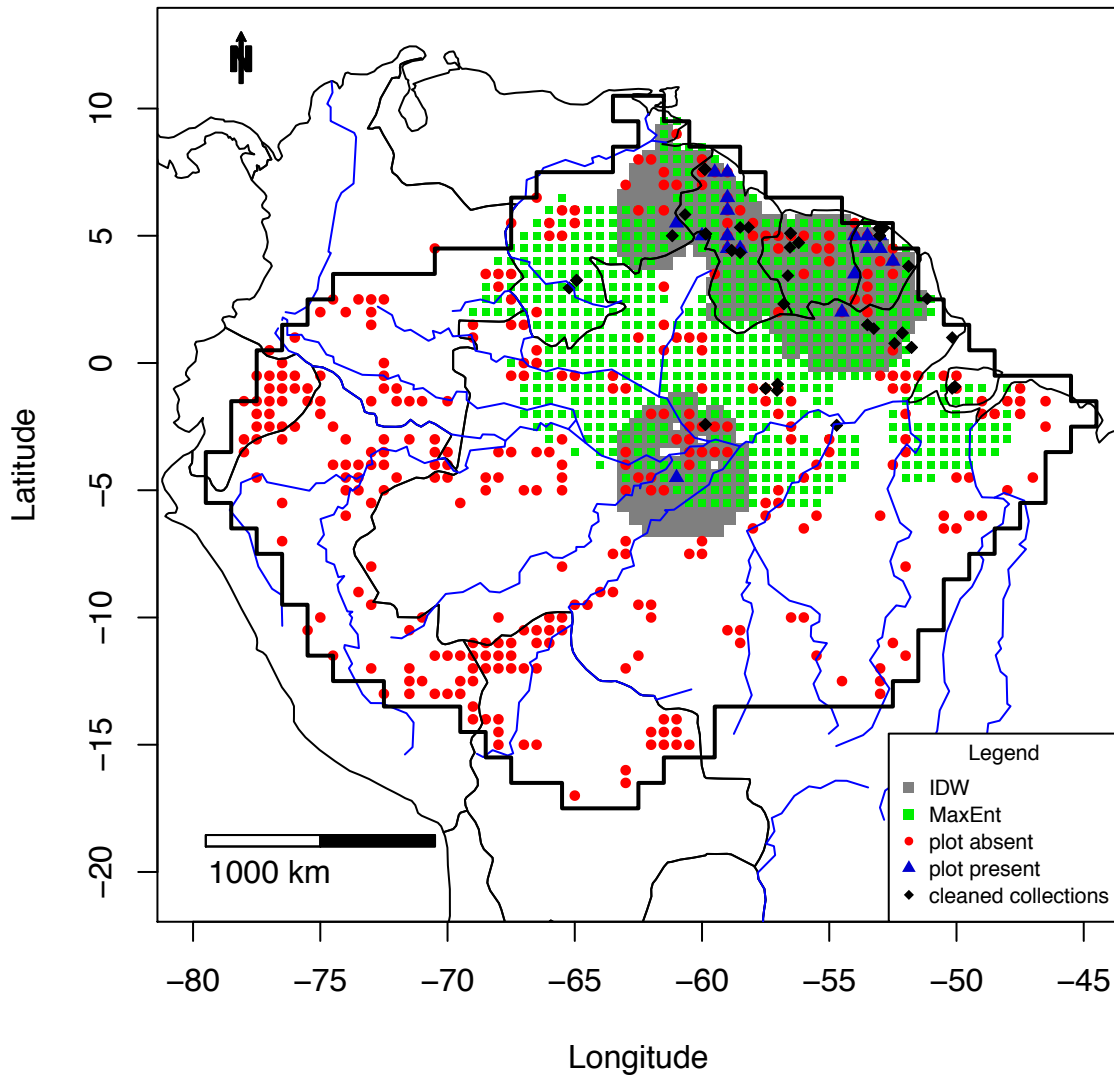 N
Latitude
10
5
0
−5
−10
−15
−20
1000 km
Legend
IDW
MaxEnt
plot absent
plot present
cleaned collections
−80 −75 −70 −65 −60 −55 −50 −45
Longitude